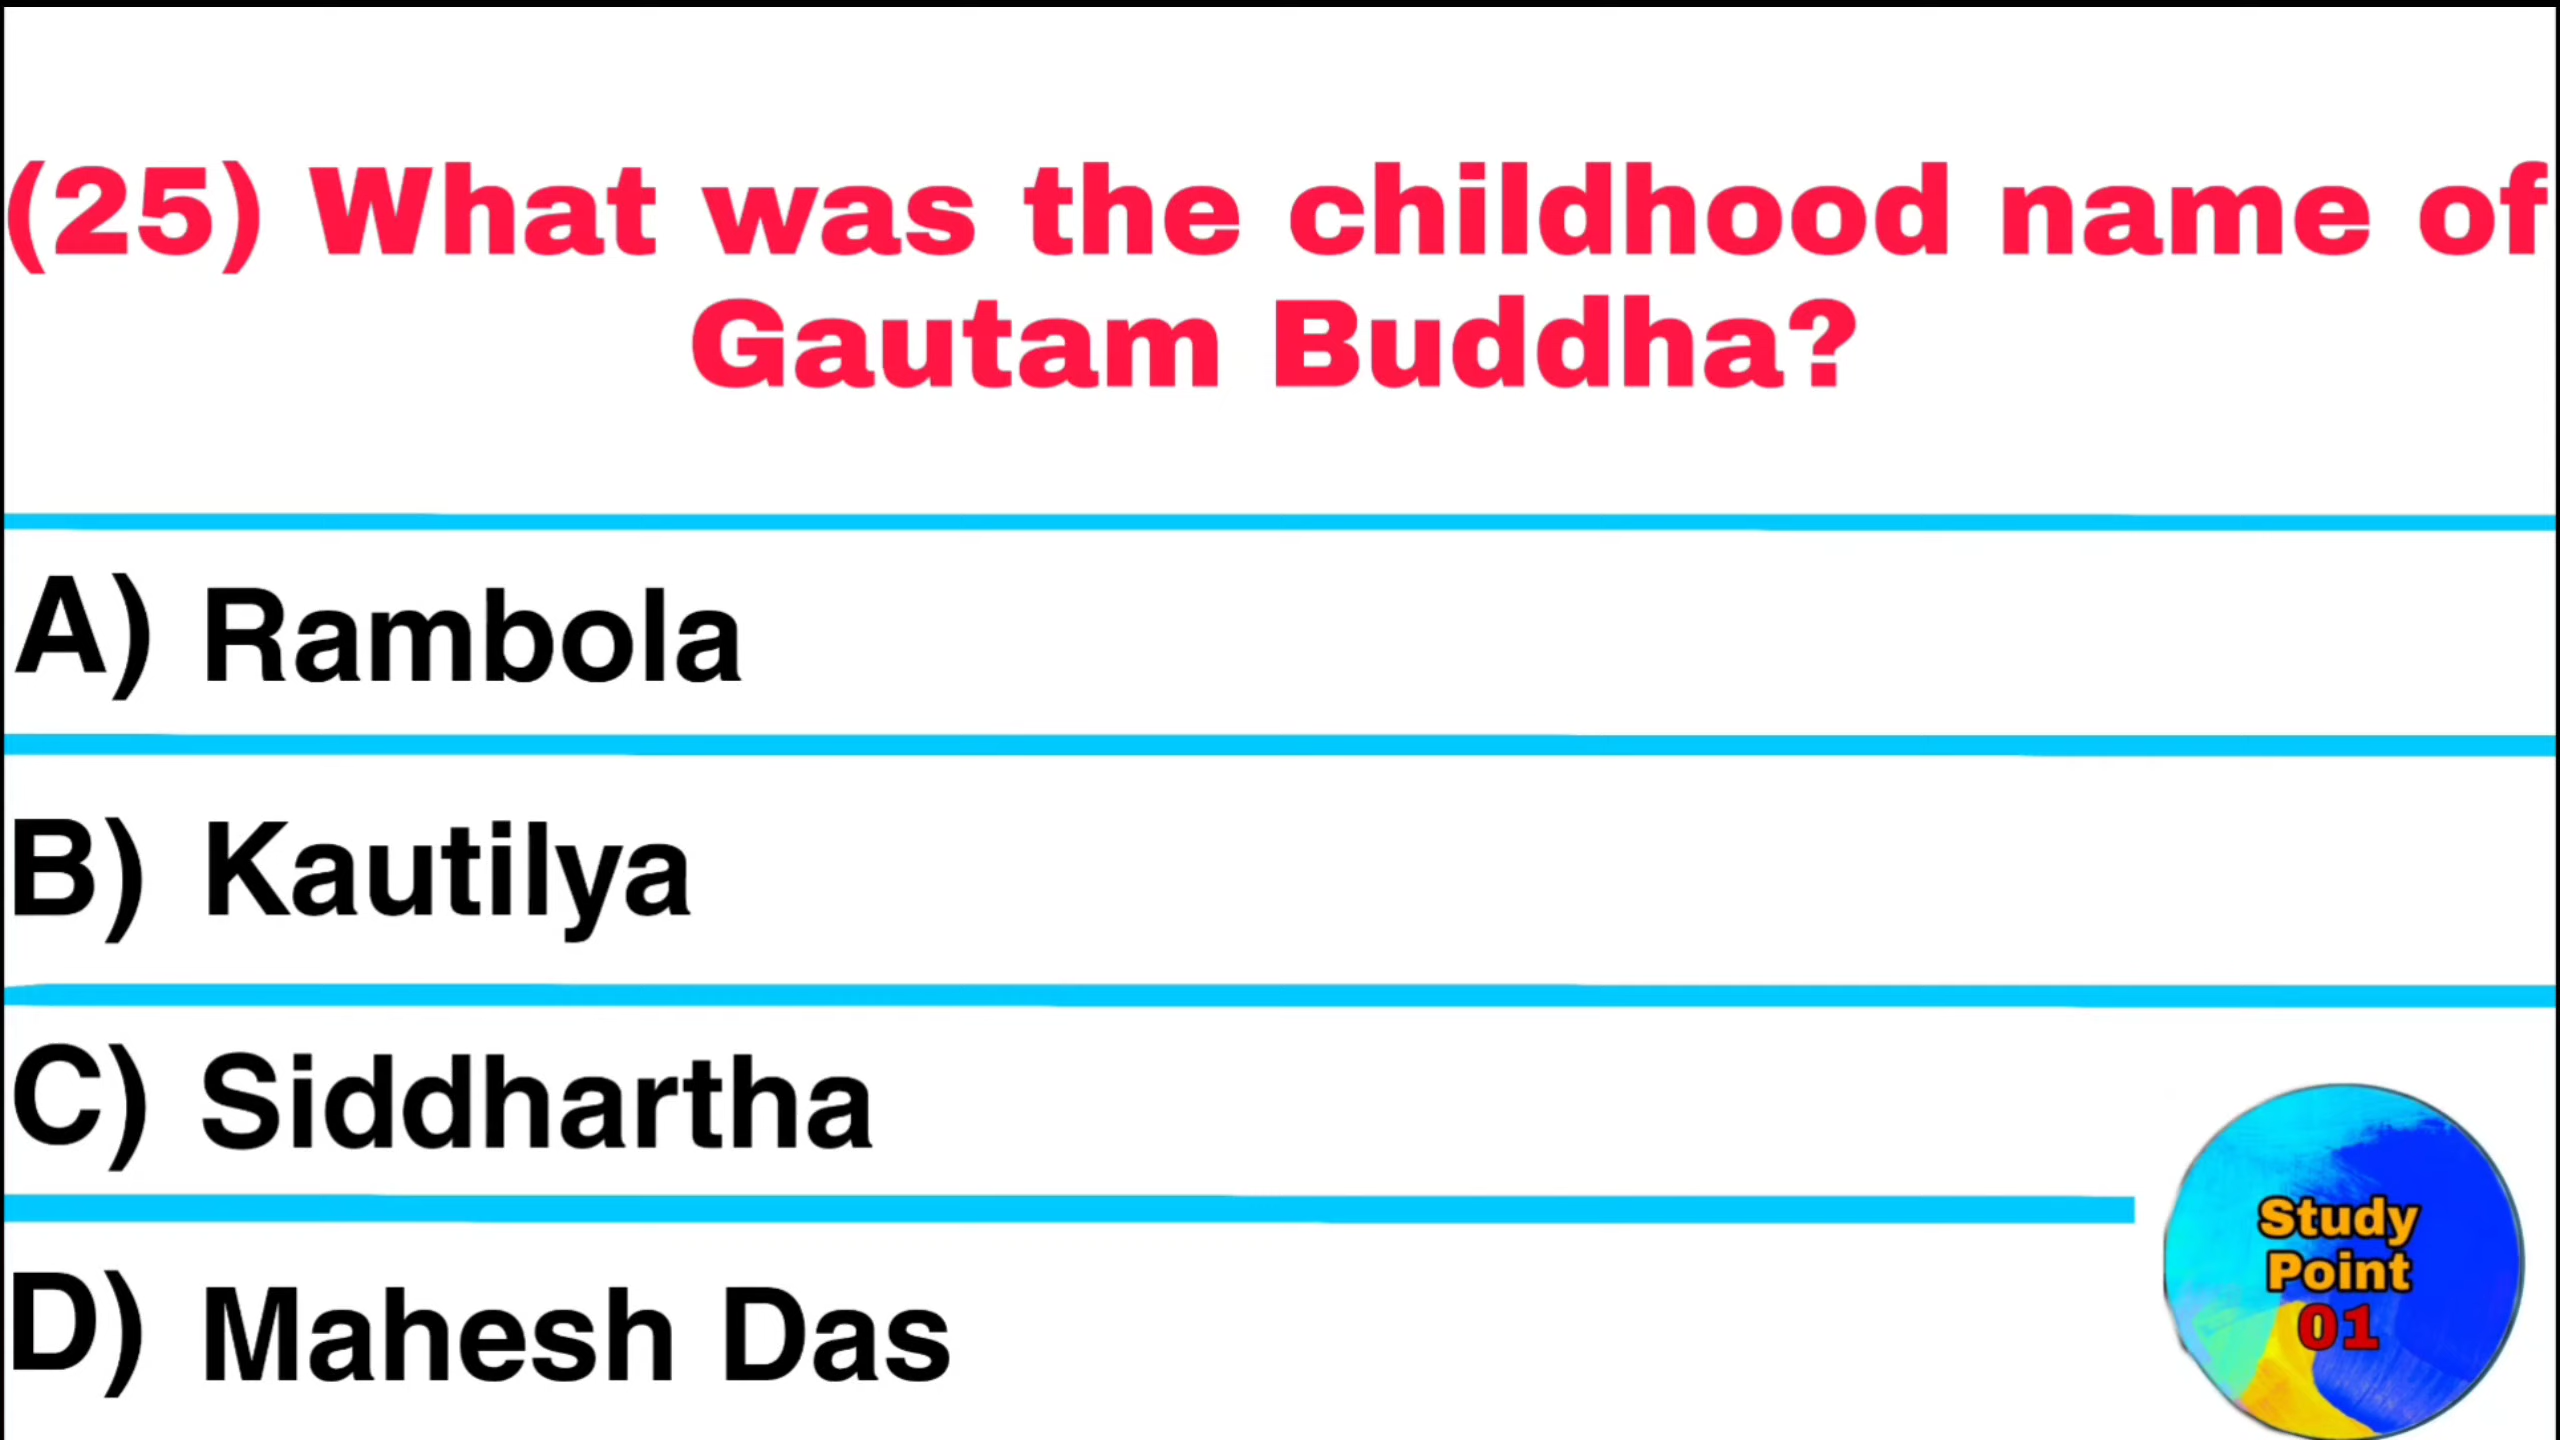 (25) What was the childhood name of
Gautam Buddha?
A) Rambola
B) Kautilya
C) Siddhartha
D) Mahesh Das
Study
Point
01